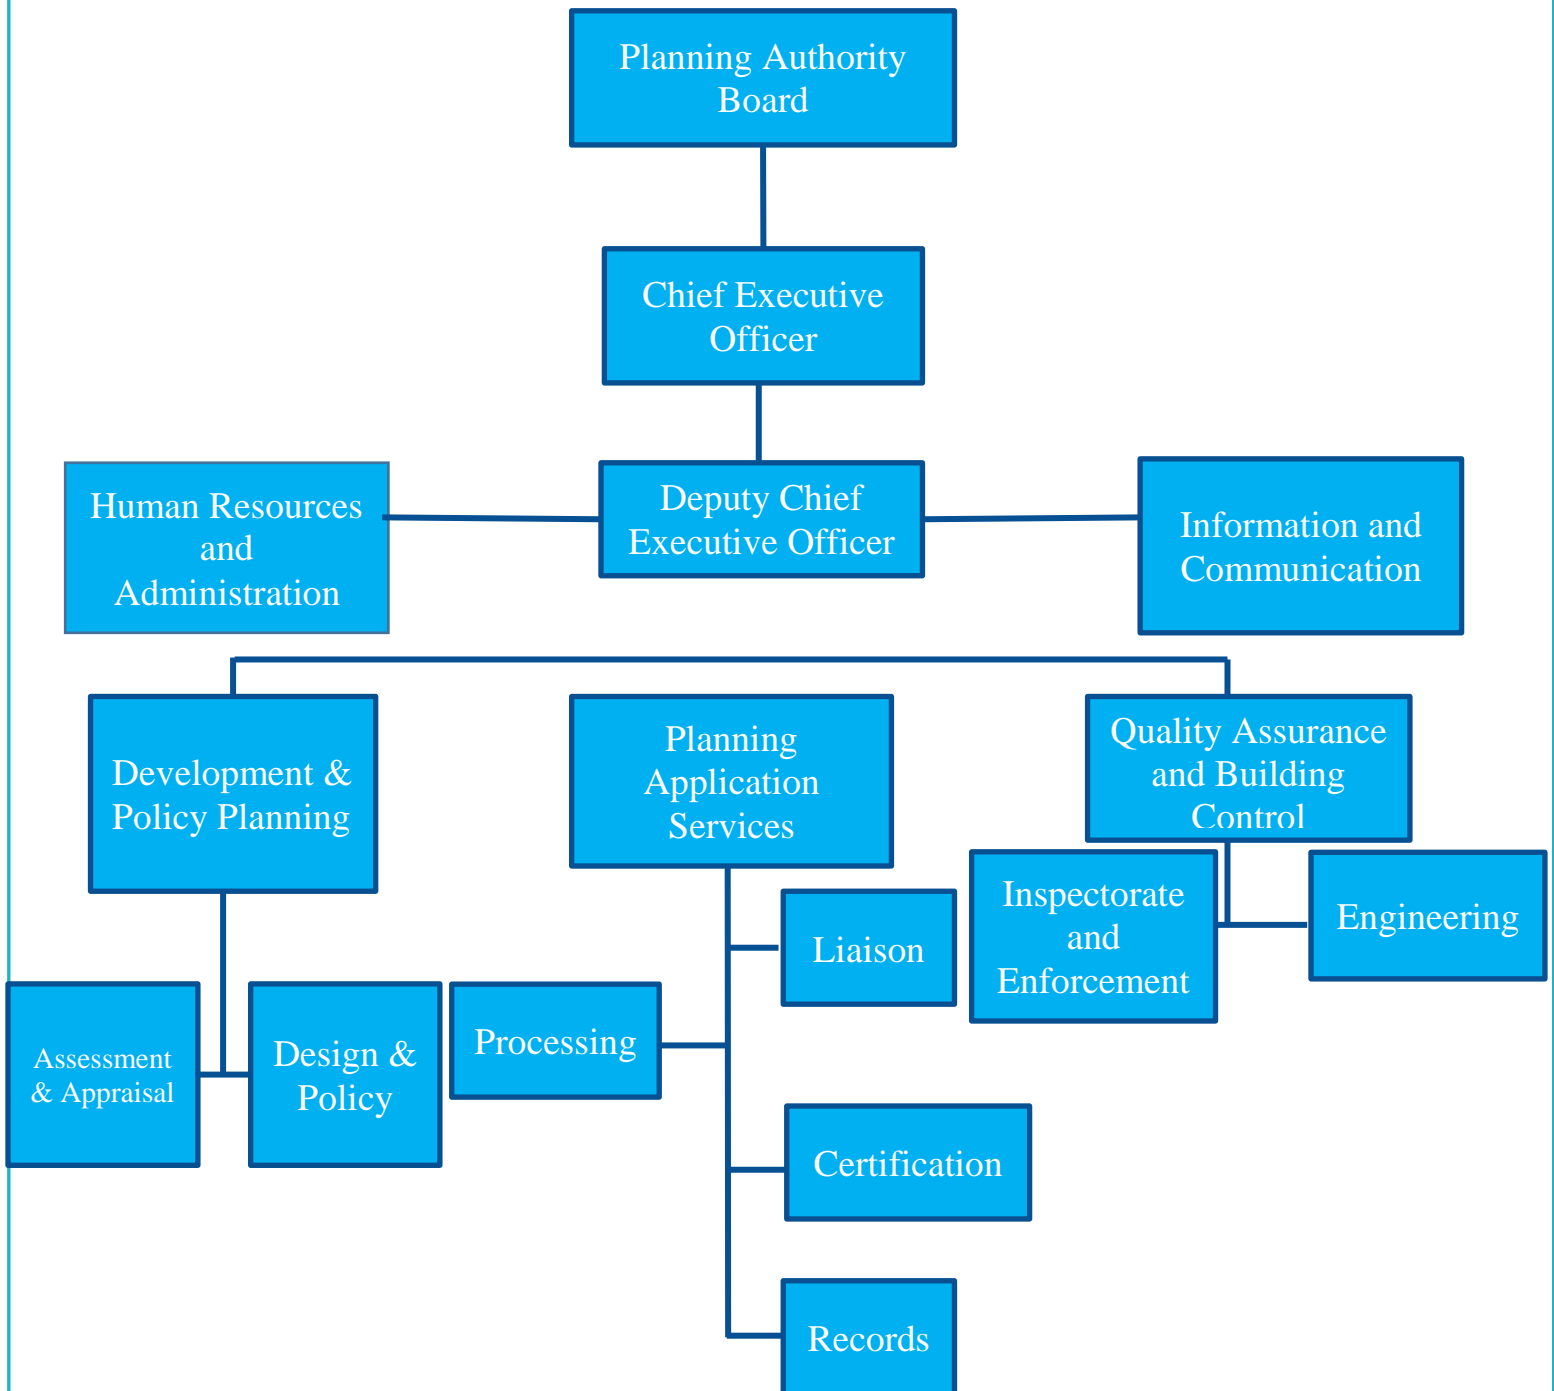 Planning Authority
Board
Chief Executive
Officer
Human Resources
and
Administration
Deputy Chief
Executive Officer
Information and
Communication
Development &
Policy Planning
Planning
Application
Services
Quality Assurance
and Building
Control
Assessment
& Appraisal
Design &
Policy
Liaison
Processing
Certification
Records
Inspectorate
and
Enforcement
Engineering